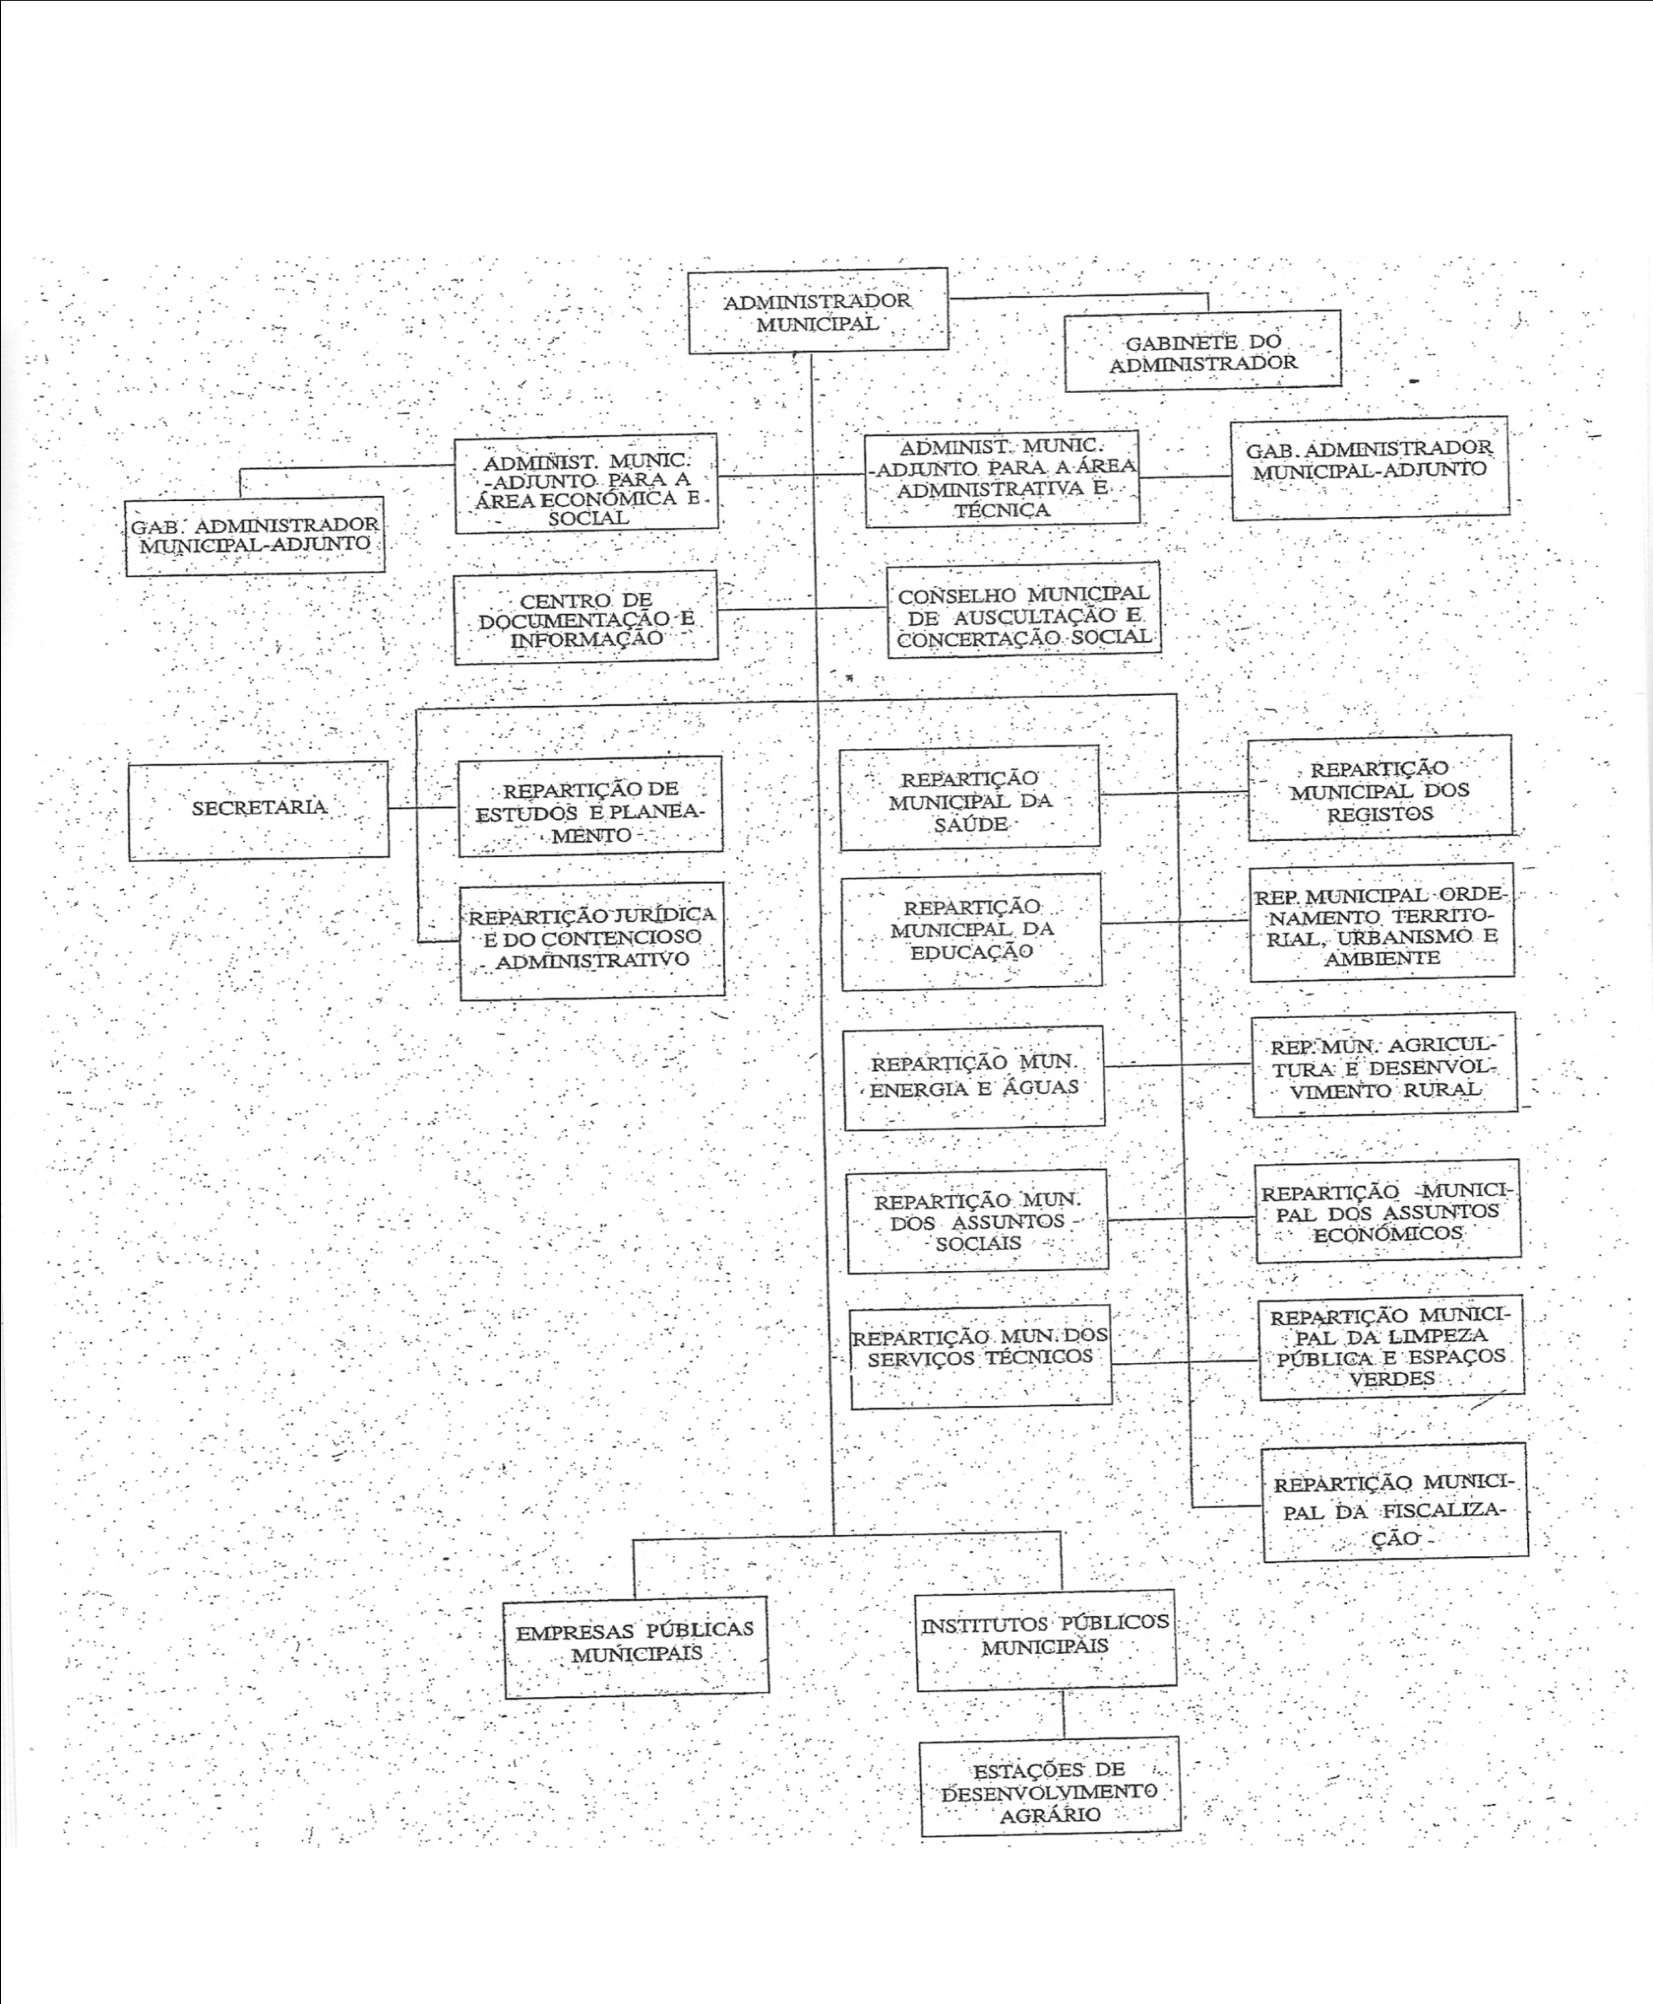 ADMINISTRADOR
MUNICIPAL
GABINETE DO
ADMINISTRADOR
ADMINIST. MUNIC.
-ADJUNTO PARA A
ÁREA ECONÓMICA E
SOCIAL
ADMINIST. MUNIC.
-ADJUNTO PARA A ÁREA
ADMINISTRATIVA E
TÉCNICA
GAB. ADMINISTRADOR
MUNICIPAL-ADJUNTO
GAB. ADMINISTRADOR
MUNICIPAL-ADJUNTO
CENTRO DE
DOCUMENTAÇÃO E
INFORMAÇÃO
CONSELHO MUNICIPAL
DE AUSCULTAÇÃO E
CONCERTAÇÃO SOCIAL
SECRETARIA
REPARTIÇÃO DE
ESTUDOS E PLANEA-
MENTO
REPARTIÇÃO
MUNICIPAL DA
SAÚDE
REPARTIÇÃO
MUNICIPAL DOS
REGISTOS
REPARTIÇÃO JURÍDICA
E DO CONTENCIOSO
ADMINISTRATIVO
REPARTIÇÃO
MUNICIPAL DA
EDUCAÇÃO
REP. MUNICIPAL ORDE-
NAMENTO TERRITO-
RIAL, URBANISMO E
AMBIENTE
REPARTIÇÃO MUN.
ENERGIA E ÁGUAS
REP. MUN. AGRICUL-
TURA E DESENVOL-
VIMENTO RURAL
REPARTIÇÃO MUN.
DOS ASSUNTOS
SOCIAIS
REPARTIÇÃO MUNICI-
PAL DOS ASSUNTOS
ECONÓMICOS
REPARTIÇÃO MUN. DOS
SERVIÇOS TÉCNICOS
REPARTIÇÃO MUNICI-
PAL DA LIMPEZA
PÚBLICA E ESPAÇOS
VERDES
REPARTIÇÃO MUNICI-
PAL DA FISCALIZA-
ÇÃO
EMPRESAS PÚBLICAS
MUNICIPAIS
INSTITUTOS PÚBLICOS
MUNICIPAIS
ESTAÇÕES DE
DESENVOLVIMENTO
AGRÁRIO